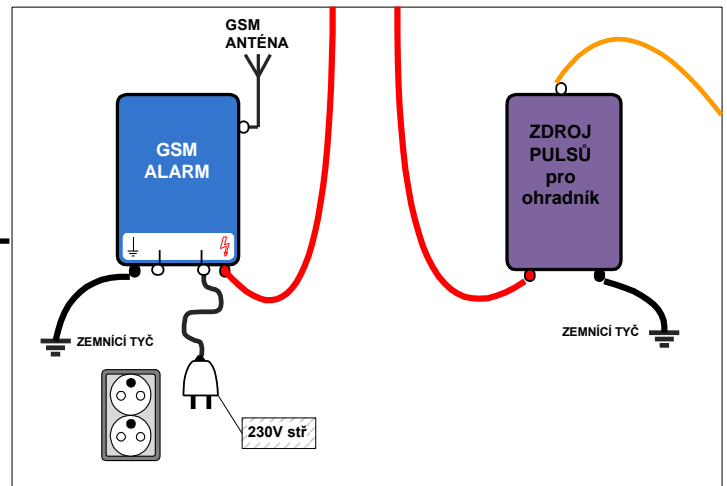 GSM
ANTÉNA
GSM
ALARM
ZDROJ
PULSŮ
pro
ohradník
ZEMNÍCÍ TYČ
ZEMNÍCÍ TYČ
230V stř